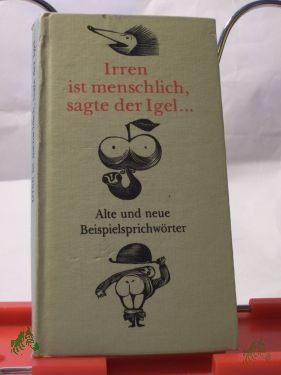 Irren
ist menschlich,
sagte der Igel...
Alte und neue
Beispielsprichwörter